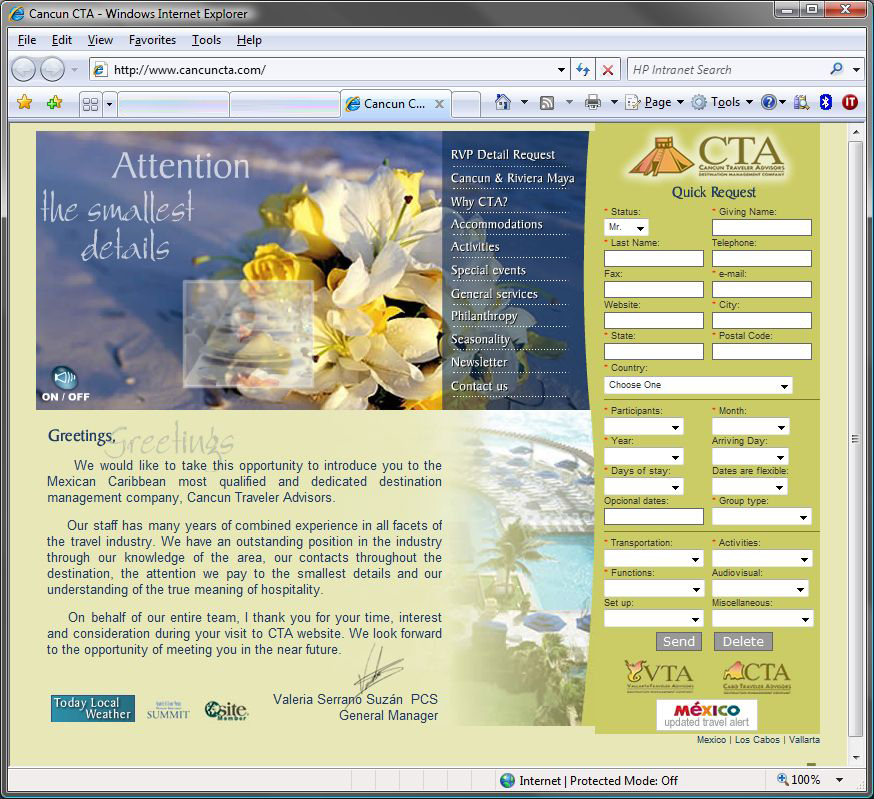 Cancun CTA - Windows Internet Explorer
File Edit View Favorites Tools Help
http://www.cancuncta.com/
HP Intranet Search
Cancun C...
Page Tools
IT
Attention
the smallest
details
ON / OFF
RVP Detail Request
Cancun & Riviera Maya
Why CTA?
Accommodations
Activities
Special events
General services
Philanthropy
Seasonality
Newsletter
Contact us
Greetings,
Greetings
We would like to take this opportunity to introduce you to the
Mexican Caribbean most qualified and dedicated destination
management company, Cancun Traveler Advisors.
Our staff has many years of combined experience in all facets of
the travel industry. We have an outstanding position in the industry
through our knowledge of the area, our contacts throughout the
destination, the attention we pay to the smallest details and our
understanding of the true meaning of hospitality.
On behalf of our entire team, I thank you for your time, interest
and consideration during your visit to CTA website. We look forward
to the opportunity of meeting you in the near future.
Valeria Serrano Suzán PCS
General Manager
Today Local
Weather
SUMMIT
site
Member
CTA
CANCUN TRAVELER ADVISORS
DESTINATION MANAGEMENT COMPANY
Quick Request
* Status: * Giving Name:
Mr.
* Last Name: Telephone:
Fax: * e-mail:
Website: * City:
* State: * Postal Code:
* Country:
Choose One
* Participants: * Month:
* Year: Arriving Day:
* Days of stay: Dates are flexible:
Optional dates: * Group type:
* Transportation: * Activities:
* Functions: Audiovisual:
Set up: Miscellaneous:
Send Delete
VTA CTA
VALLARTA TRAVELER ADVISORS CABO TRAVELER ADVISORS
méxico
updated travel alert
Mexico | Los Cabos | Vallarta
Internet | Protected Mode: Off
100%